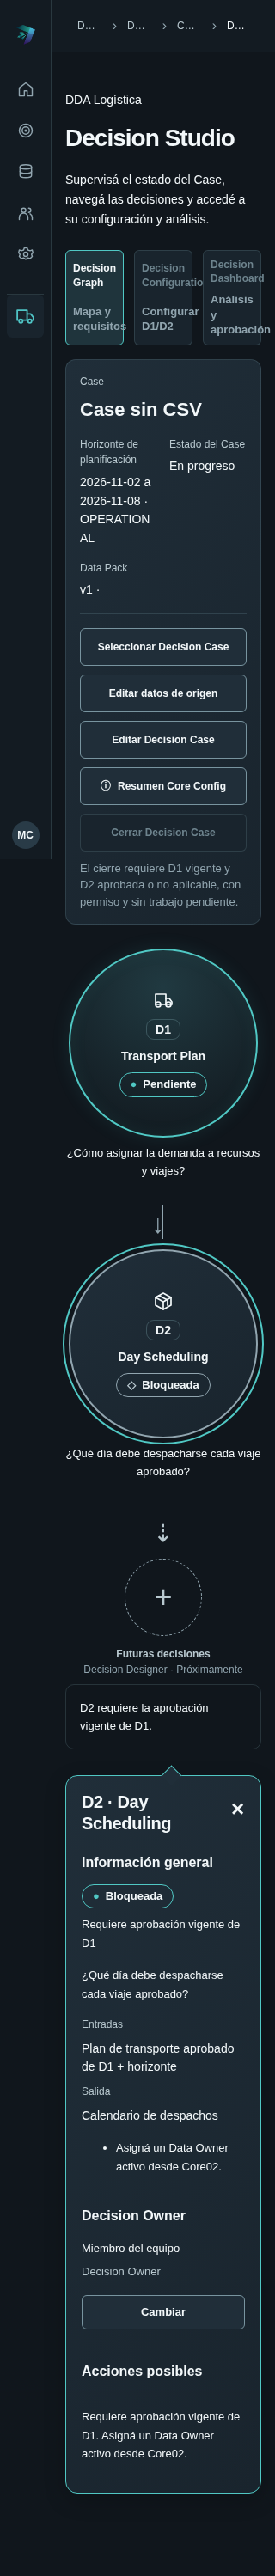 D... › D... › C... › D...
DDA Logística
Decision Studio
Supervisá el estado del Case,
navegá las decisiones y accedé a
su configuración y análisis.
Decision
Graph
Mapa y
requisitos
Decision
Configuratio
Configurar
D1/D2
Decision
Dashboard
Análisis
y
aprobación
Case
Case sin CSV
Horizonte de
planificación
2026-11-02 a
2026-11-08 ·
OPERATION
AL
Estado del Case
En progreso
Data Pack
v1 ·
Seleccionar Decision Case
Editar datos de origen
Editar Decision Case
Resumen Core Config
Cerrar Decision Case
El cierre requiere D1 vigente y
D2 aprobada o no aplicable, con
permiso y sin trabajo pendiente.
MC
D1
Transport Plan
Pendiente
¿Cómo asignar la demanda a recursos
y viajes?
D2
Day Scheduling
Bloqueada
¿Qué día debe despacharse cada viaje
aprobado?
Futuras decisiones
Decision Designer · Próximamente
D2 requiere la aprobación
vigente de D1.
D2 · Day
Scheduling
Información general
Bloqueada
Requiere aprobación vigente de
D1
¿Qué día debe despacharse
cada viaje aprobado?
Entradas
Plan de transporte aprobado
de D1 + horizonte
Salida
Calendario de despachos
• Asigná un Data Owner
activo desde Core02.
Decision Owner
Miembro del equipo
Decision Owner
Cambiar
Acciones posibles
Requiere aprobación vigente de
D1. Asigná un Data Owner
activo desde Core02.